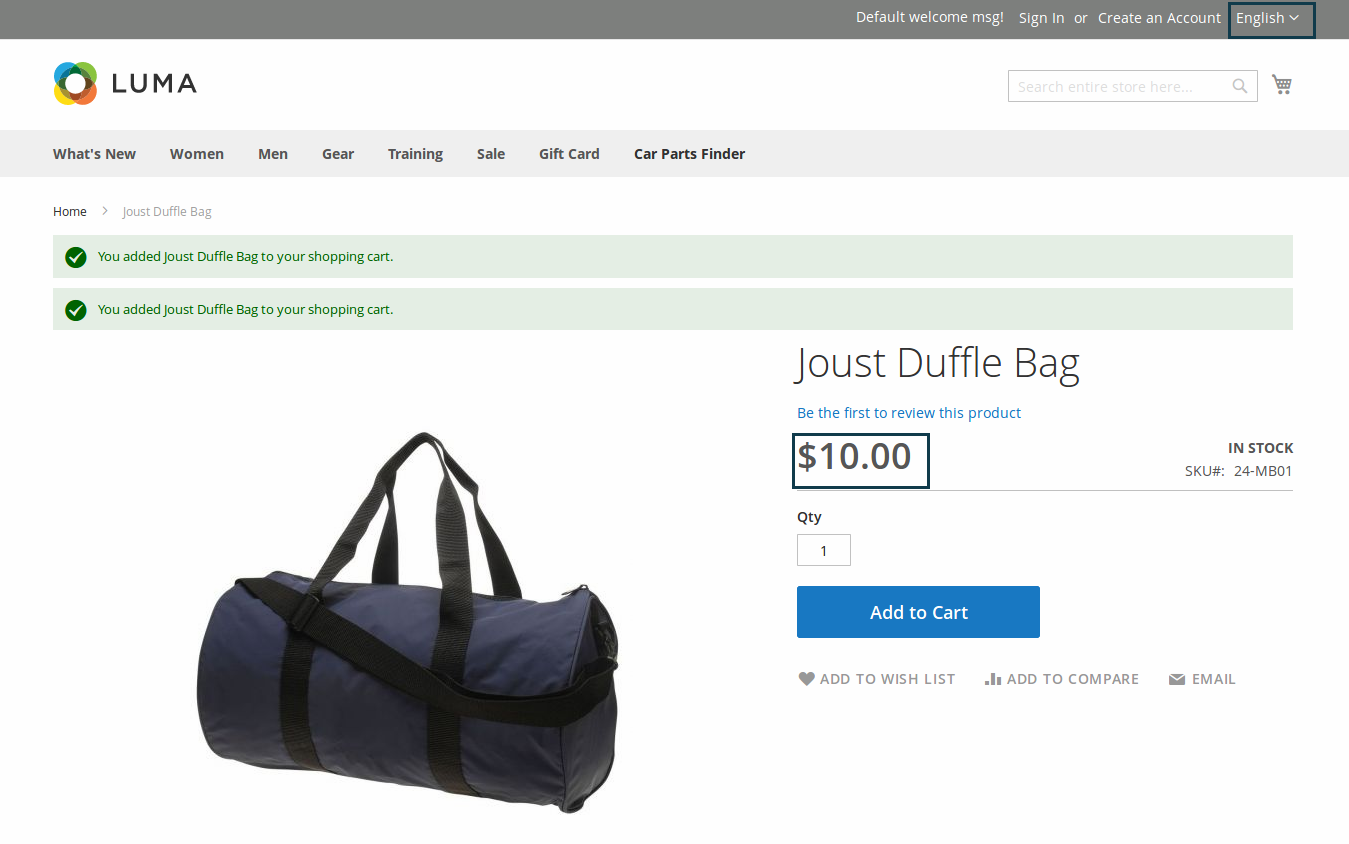 Default welcome msg! Sign In or Create an Account English
LUMA
Search entire store here...
What's New Women Men Gear Training Sale Gift Card Car Parts Finder
Home Joust Duffle Bag
You added Joust Duffle Bag to your shopping cart.
You added Joust Duffle Bag to your shopping cart.
Joust Duffle Bag
Be the first to review this product
$10.00
IN STOCK
SKU#: 24-MB01
Qty
1
Add to Cart
ADD TO WISH LIST ADD TO COMPARE EMAIL